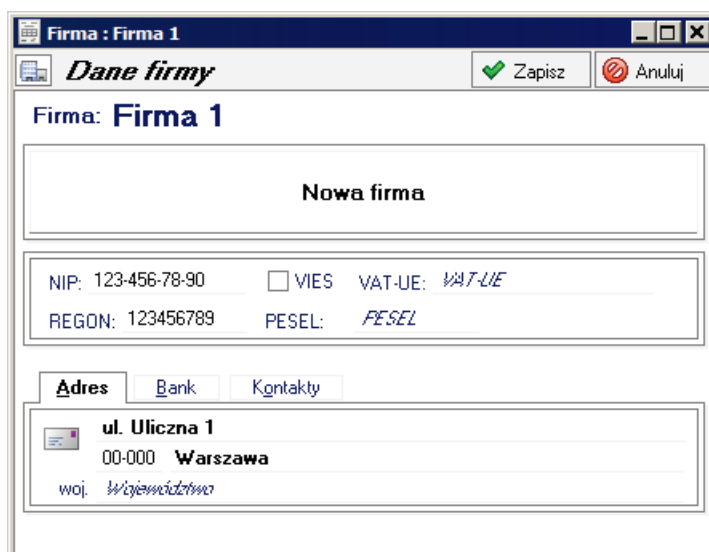 Firma : Firma 1
Dane firmy Zapisz Anuluj
Firma: Firma 1
Nowa firma
NIP: 123-456-78-90 VIES VAT-UE: VAT-UE
REGON: 123456789 PESEL: PESEL
Adres Bank Kontakty
ul. Uliczna 1
00-000 Warszawa
woj. Województwo